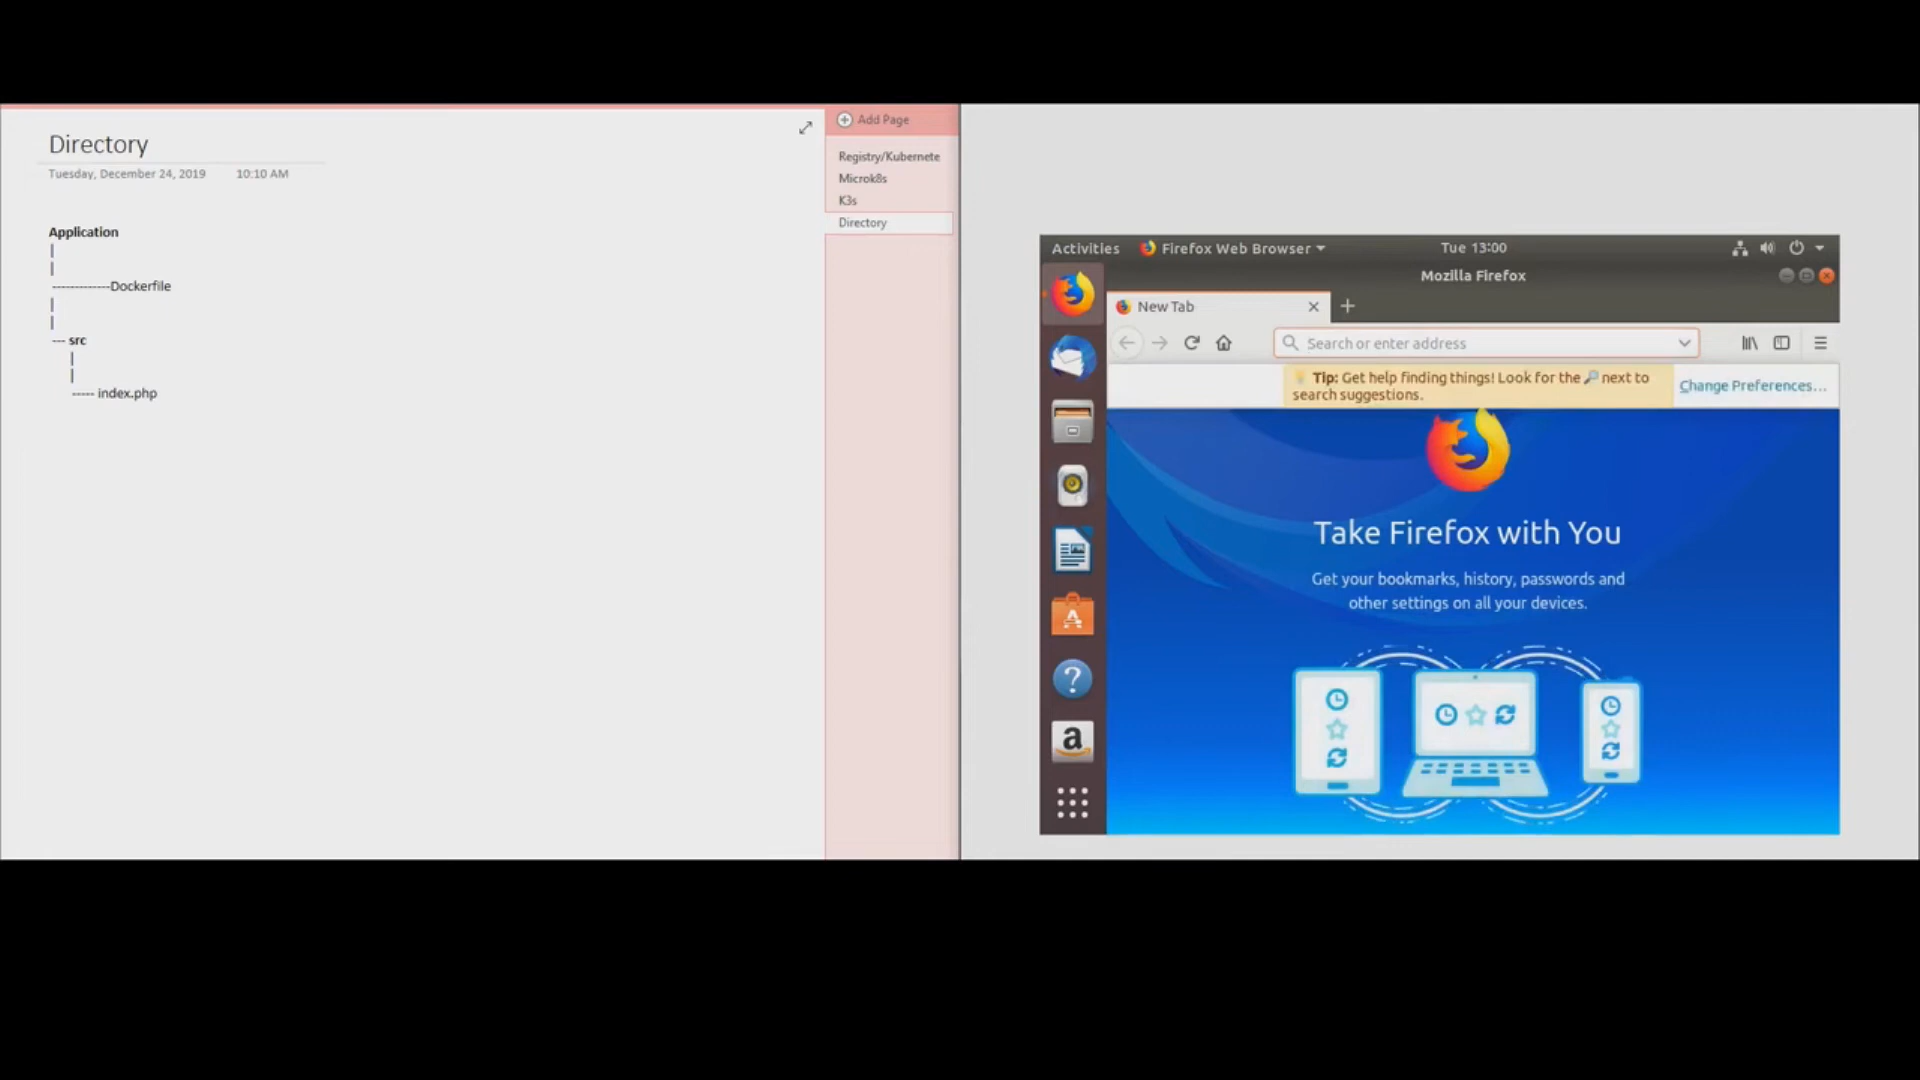 Directory
Tuesday, December 24, 2019 10:10 AM
Application
|
|
-------------Dockerfile
|
|
--- src
|
|
----- index.php
Add Page
Registry/Kubernete
Microk8s
K3s
Directory
Activities Firefox Web Browser Tue 13:00
Mozilla Firefox
New Tab
Search or enter address
Tip: Get help finding things! Look for the 🔎 next to
search suggestions.
Change Preferences...
Take Firefox with You
Get your bookmarks, history, passwords and
other settings on all your devices.